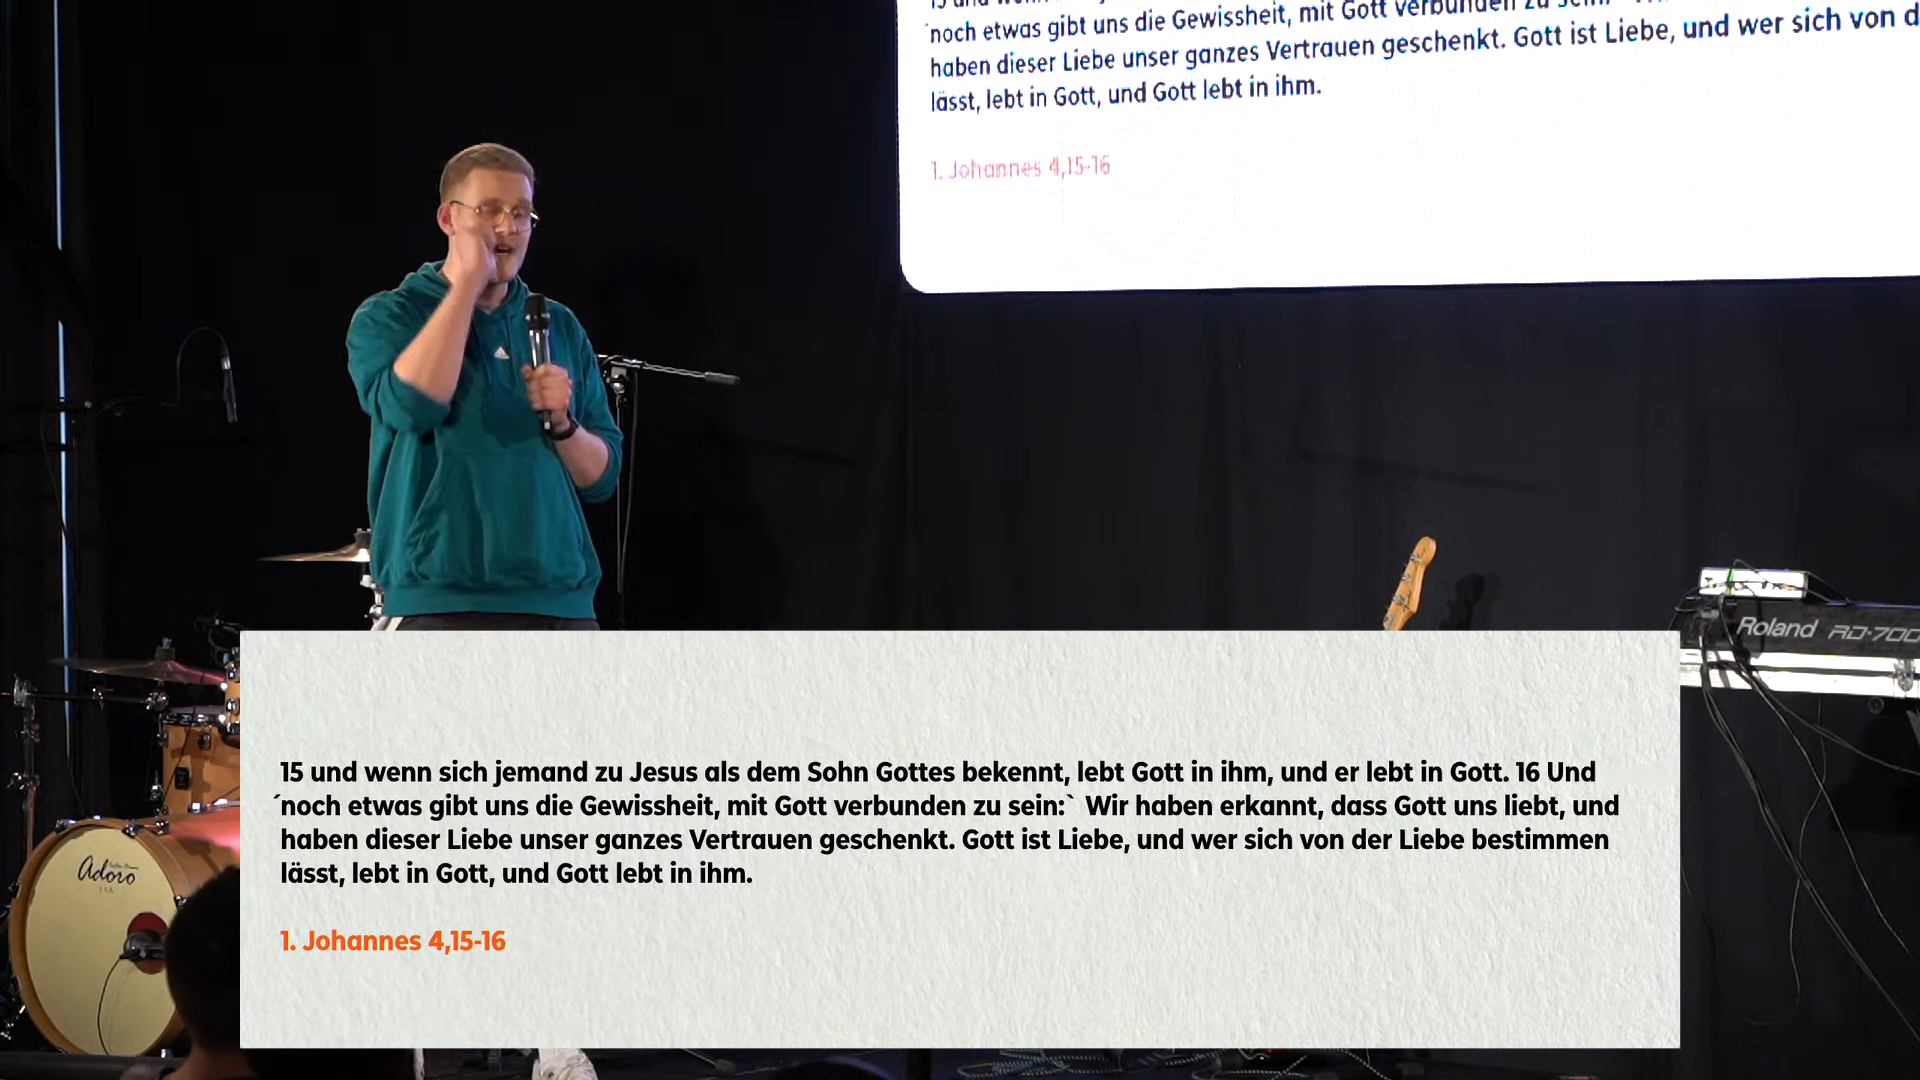 noch etwas gibt uns die Gewissheit, mit Gott verbunden zu
haben dieser Liebe unser ganzes Vertrauen geschenkt. Gott ist Liebe, und wer sich von
lässt, lebt in Gott, und Gott lebt in ihm.
1. Johannes 4,15-16
Roland RD-700
Adoro
15 und wenn sich jemand zu Jesus als dem Sohn Gottes bekennt, lebt Gott in ihm, und er lebt in Gott. 16 Und
´noch etwas gibt uns die Gewissheit, mit Gott verbunden zu sein:` Wir haben erkannt, dass Gott uns liebt, und
haben dieser Liebe unser ganzes Vertrauen geschenkt. Gott ist Liebe, und wer sich von der Liebe bestimmen
lässt, lebt in Gott, und Gott lebt in ihm.
1. Johannes 4,15-16